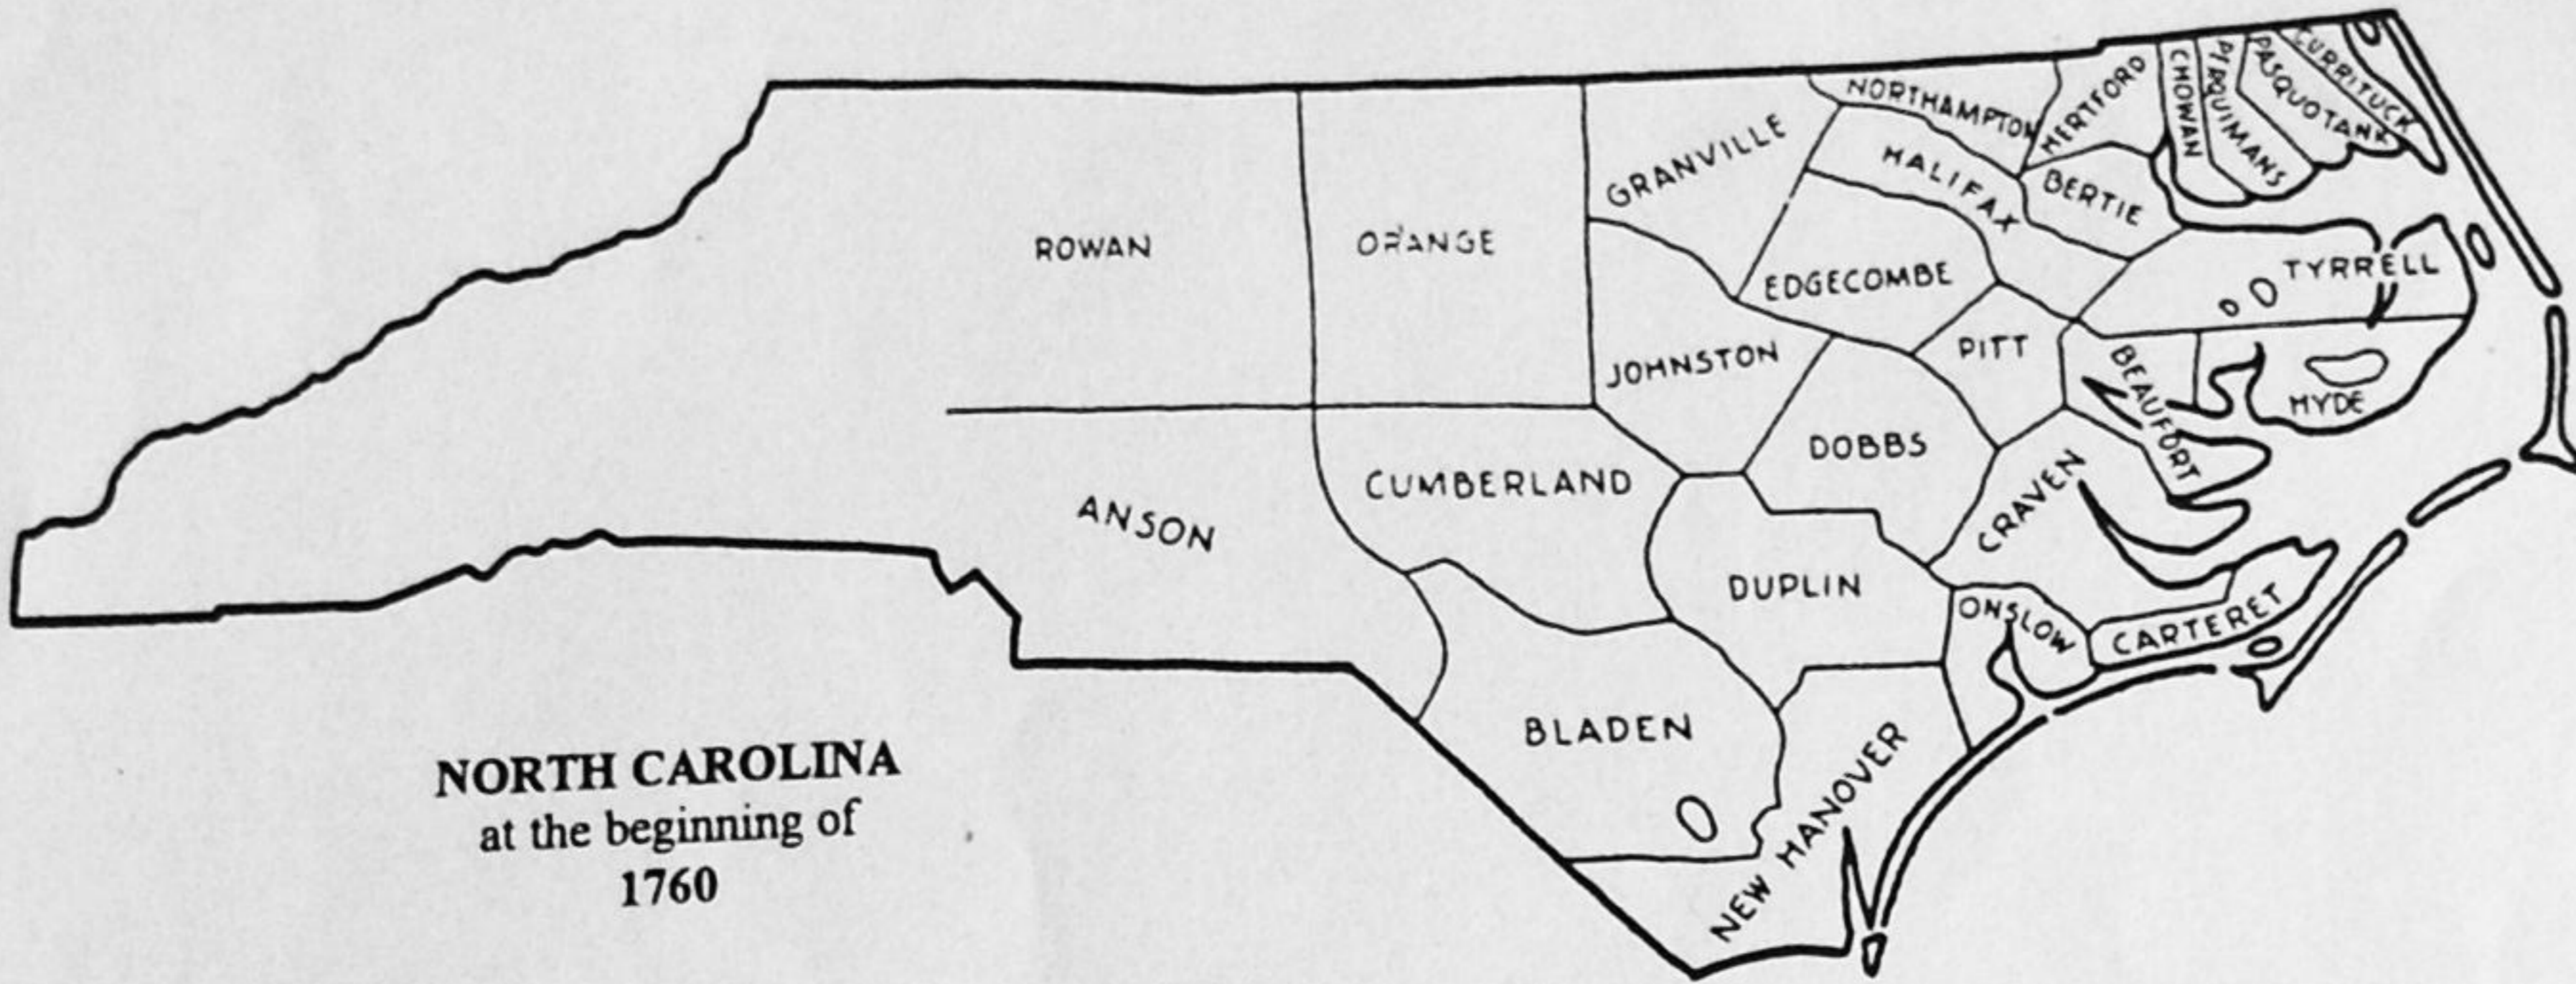 NORTHAMPTON
HERTFORD
CHOWAN
PERQUIMANS
PASQUOTANK
CURRITUCK
GRANVILLE
HALIFAX
BERTIE
ROWAN
ORANGE
EDGECOMBE
TYRRELL
JOHNSTON
PITT
BEAUFORT
HYDE
ANSON
CUMBERLAND
DOBBS
CRAVEN
DUPLIN
ONSLOW
CARTERET
BLADEN
NEW HANOVER
NORTH CAROLINA
at the beginning of
1760